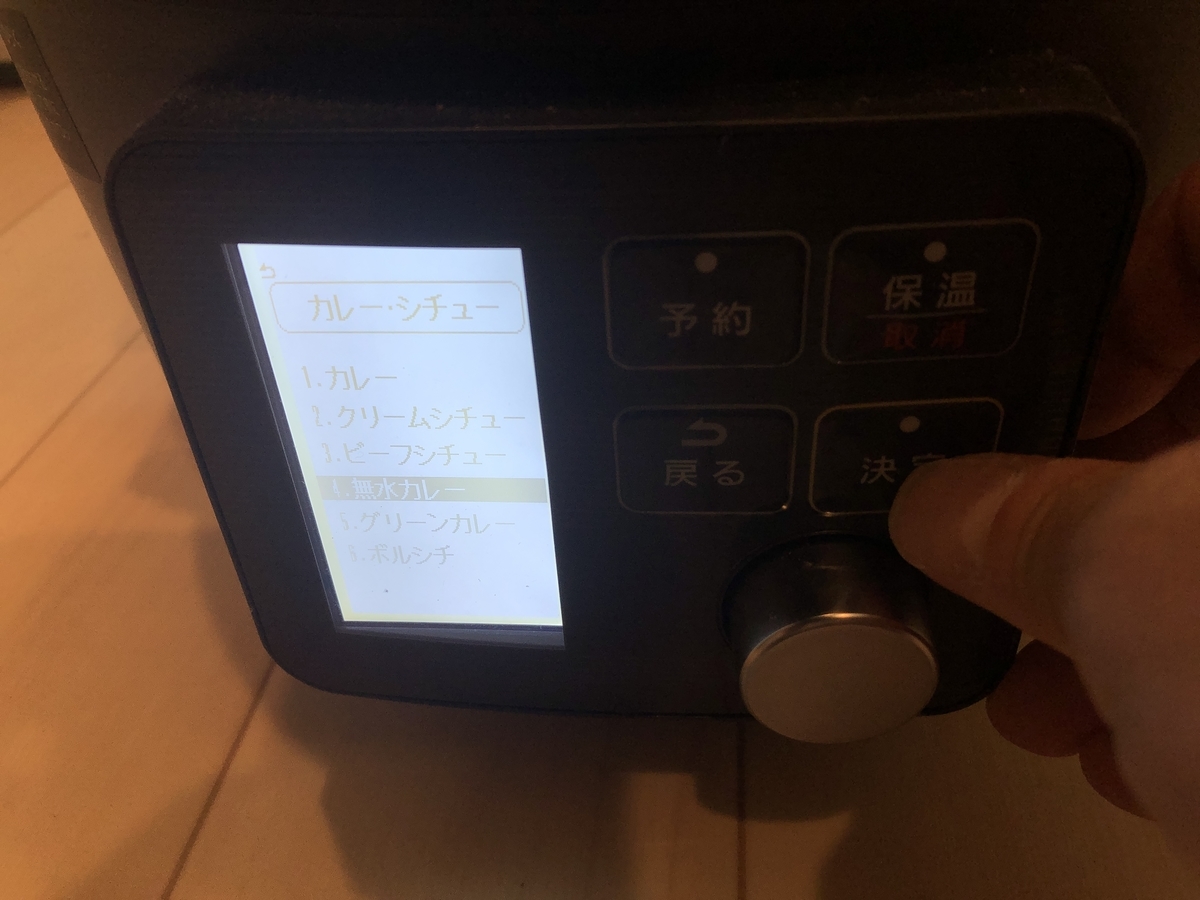 カレー・シチュー
1.カレー
2.クリームシチュー
3.ビーフシチュー
4.無水カレー
5.グリーンカレー
6.ボルシチ
予約
保温
取消
戻る
決定